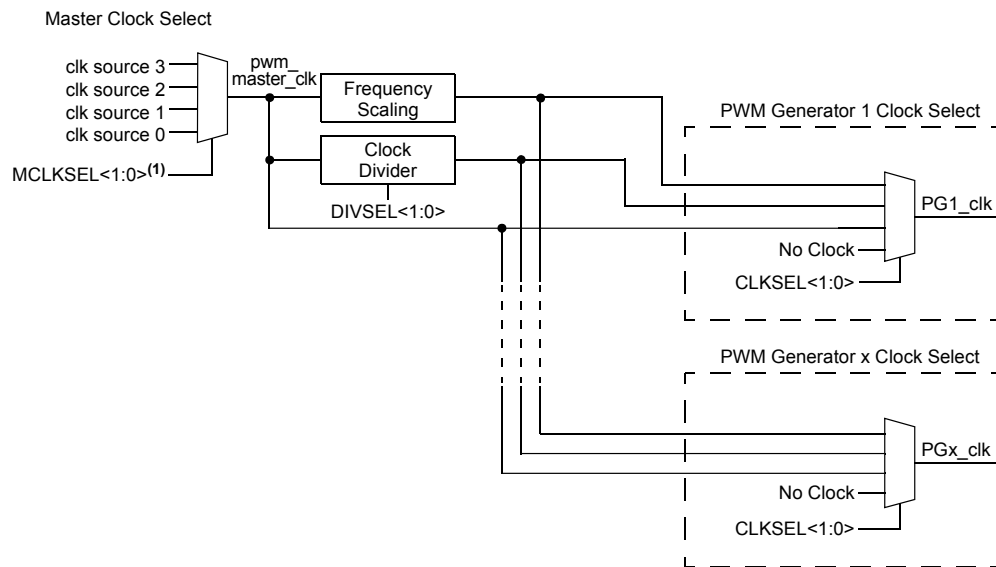 Master Clock Select
clk source 3
clk source 2
clk source 1
clk source 0
MCLKSEL<1:0>(1)
pwm_
master_clk
Frequency
Scaling
Clock
Divider
DIVSEL<1:0>
PWM Generator 1 Clock Select
PG1_clk
No Clock
CLKSEL<1:0>
PWM Generator x Clock Select
PGx_clk
No Clock
CLKSEL<1:0>